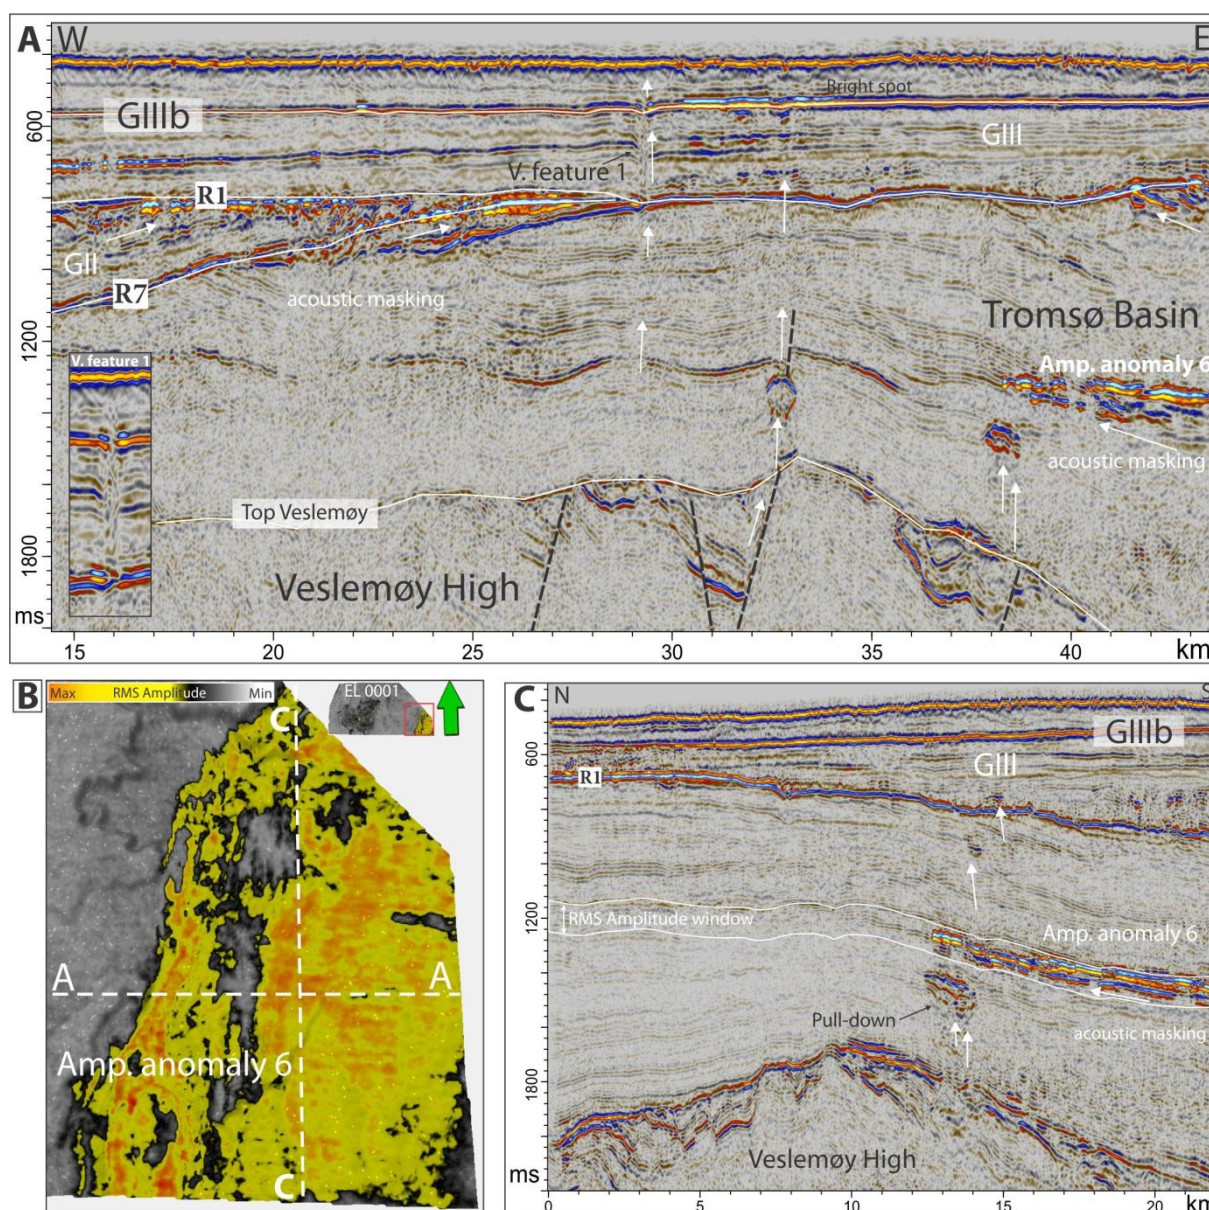 A W E
Bright spot
GIIIb
600
GIII
V. feature 1
R1
GII
R7
acoustic masking
Tromsø Basin
1200
V. feature 1
Amp. anomaly 6
acoustic masking
Top Veslemøy
1800
Veslemøy High
ms
15 20 25 30 35 40 km
B
Max RMS Amplitude Min
EL 0001
C
A A
Amp. anomaly 6
C
C N
GIIIb
600
GIII
R1
1200
RMS Amplitude window
Amp. anomaly 6
Pull-down
acoustic masking
1800
Veslemøy High
ms
0 5 10 15 20 km